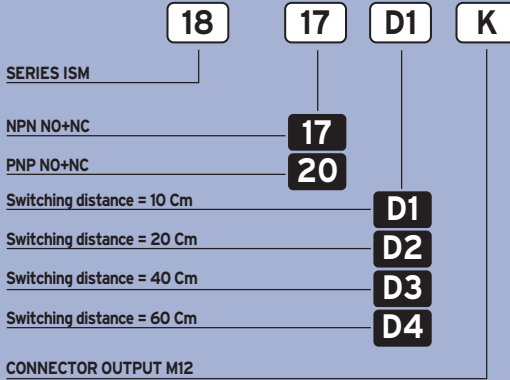 18 17 D1 K
SERIES ISM
NPN NO+NC 17
PNP NO+NC 20
Switching distance = 10 Cm D1
Switching distance = 20 Cm D2
Switching distance = 40 Cm D3
Switching distance = 60 Cm D4
CONNECTOR OUTPUT M12